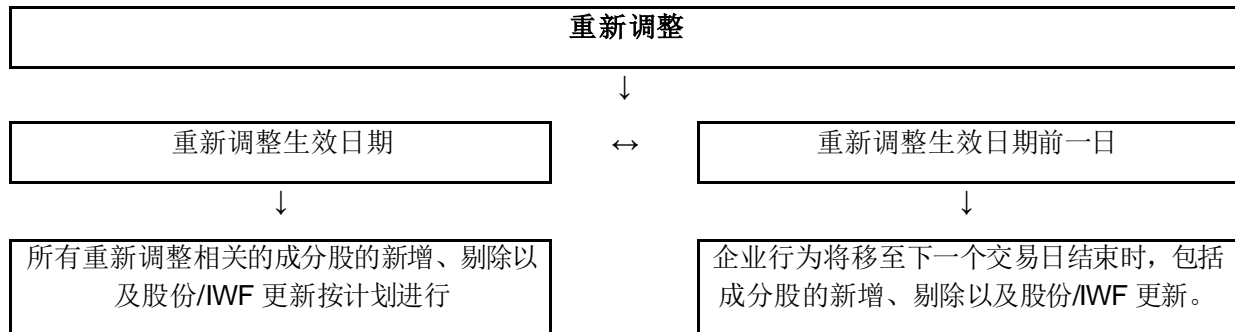 重新调整
↓
重新调整生效日期 ↔ 重新调整生效日期前一日
↓ ↓
所有重新调整相关的成分股的新增、剔除以
及股份/IWF 更新按计划进行
企业行为将移至下一个交易日结束时，包括
成分股的新增、剔除以及股份/IWF 更新。